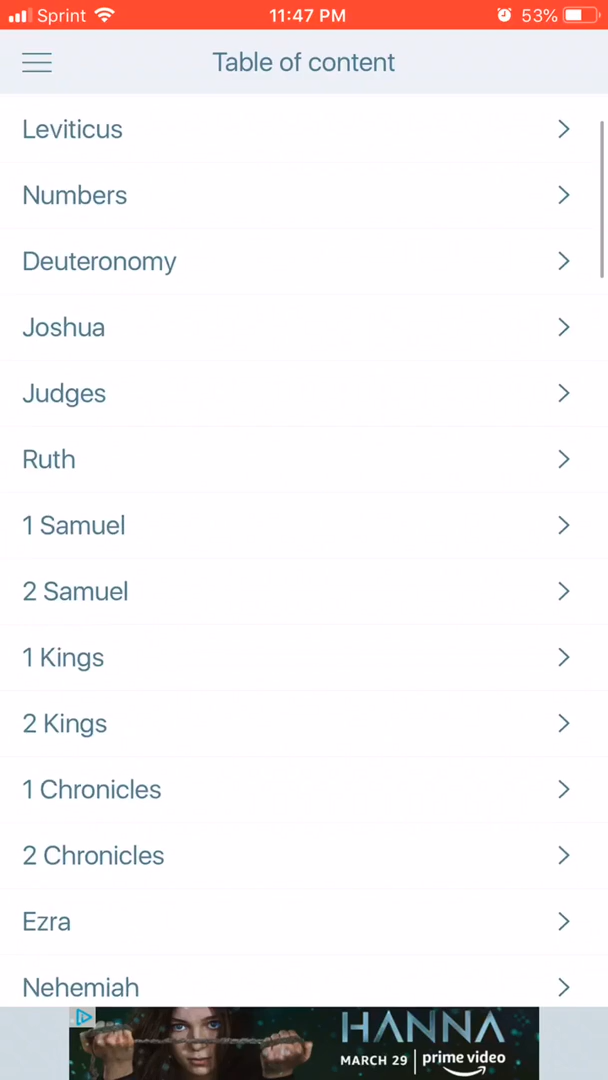 Sprint 11:47 PM 53%
Table of content
Leviticus
Numbers
Deuteronomy
Joshua
Judges
Ruth
1 Samuel
2 Samuel
1 Kings
2 Kings
1 Chronicles
2 Chronicles
Ezra
Nehemiah
HANNA
MARCH 29 | prime video